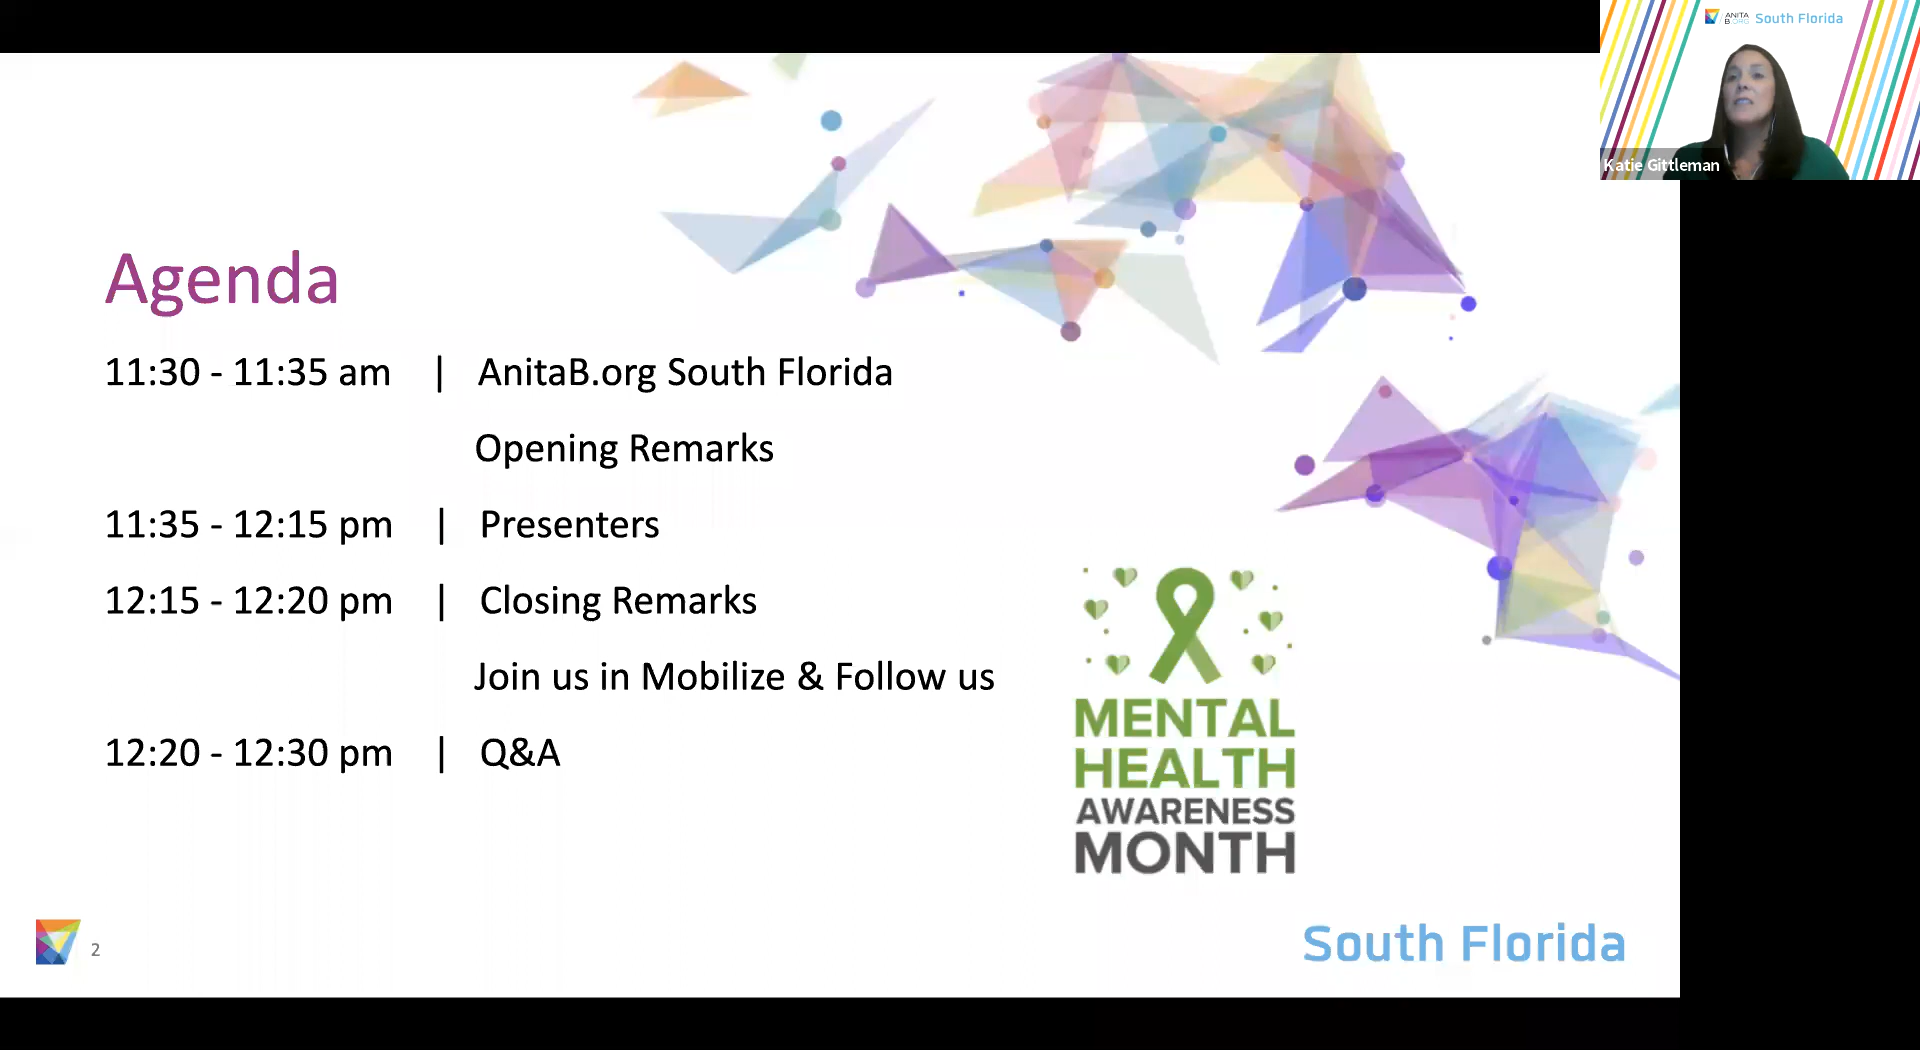 ANITA
B.ORG South Florida
Katie Gittleman
Agenda
11:30 - 11:35 am | AnitaB.org South Florida
Opening Remarks
11:35 - 12:15 pm | Presenters
12:15 - 12:20 pm | Closing Remarks
Join us in Mobilize & Follow us
12:20 - 12:30 pm | Q&A
MENTAL
HEALTH
AWARENESS
MONTH
2
South Florida